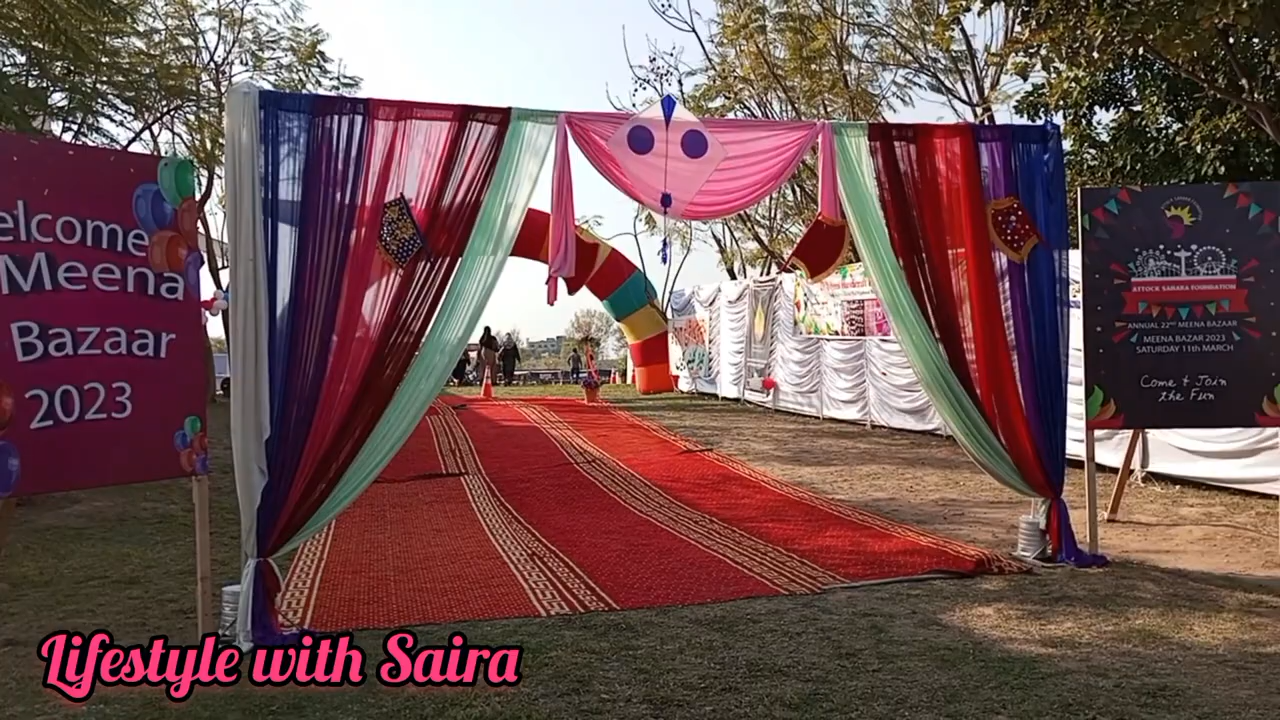 elcome
Meena
Bazaar
2023
ATTOCK SAHARA FOUNDATION
ANNUAL 22ND MEENA BAZAAR
MEENA BAZAR 2023
SATURDAY 11th MARCH
Come & Join
the Fun
Lifestyle with Saira